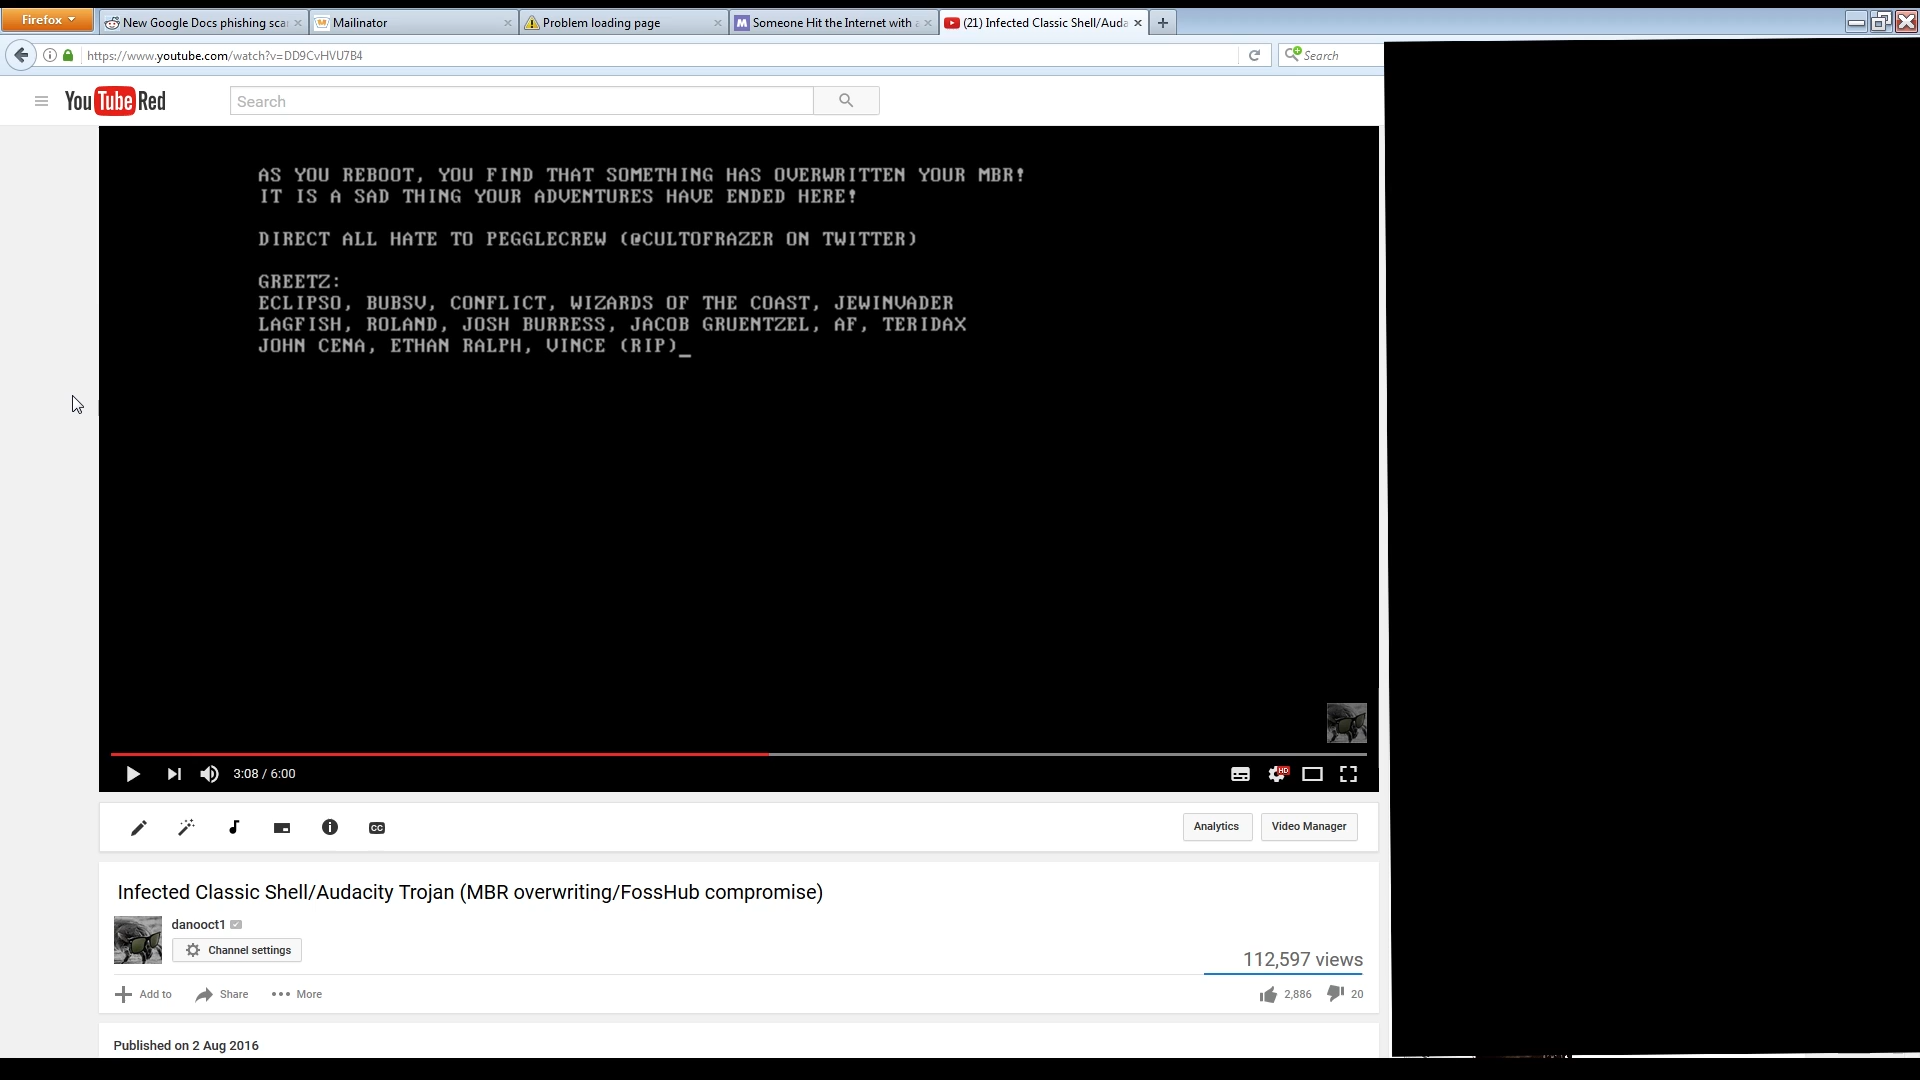 Firefox
New Google Docs phishing sca
Mailinator
Problem loading page
Someone Hit the Internet with a
(21) Infected Classic Shell/Auda
https://www.youtube.com/watch?v=DD9CvHVU7B4
Search
YouTube Red
Search
AS YOU REBOOT, YOU FIND THAT SOMETHING HAS OVERWRITTEN YOUR MBR!
IT IS A SAD THING YOUR ADVENTURES HAVE ENDED HERE!
DIRECT ALL HATE TO PEGGLECREW (@CULTOFRAZER ON TWITTER)
GREETZ:
ECLIPSO, BUBSV, CONFLICT, WIZARDS OF THE COAST, JEWINVADER
LAGFISH, ROLAND, JOSH BURRESS, JACOB GRUENTZEL, AF, TERIDAX
JOHN CENA, ETHAN RALPH, VINCE (RIP)_
3:08 / 6:00
HD
CC
Analytics
Video Manager
Infected Classic Shell/Audacity Trojan (MBR overwriting/FossHub compromise)
danooct1
Channel settings
112,597 views
Add to
Share
More
2,886
20
Published on 2 Aug 2016